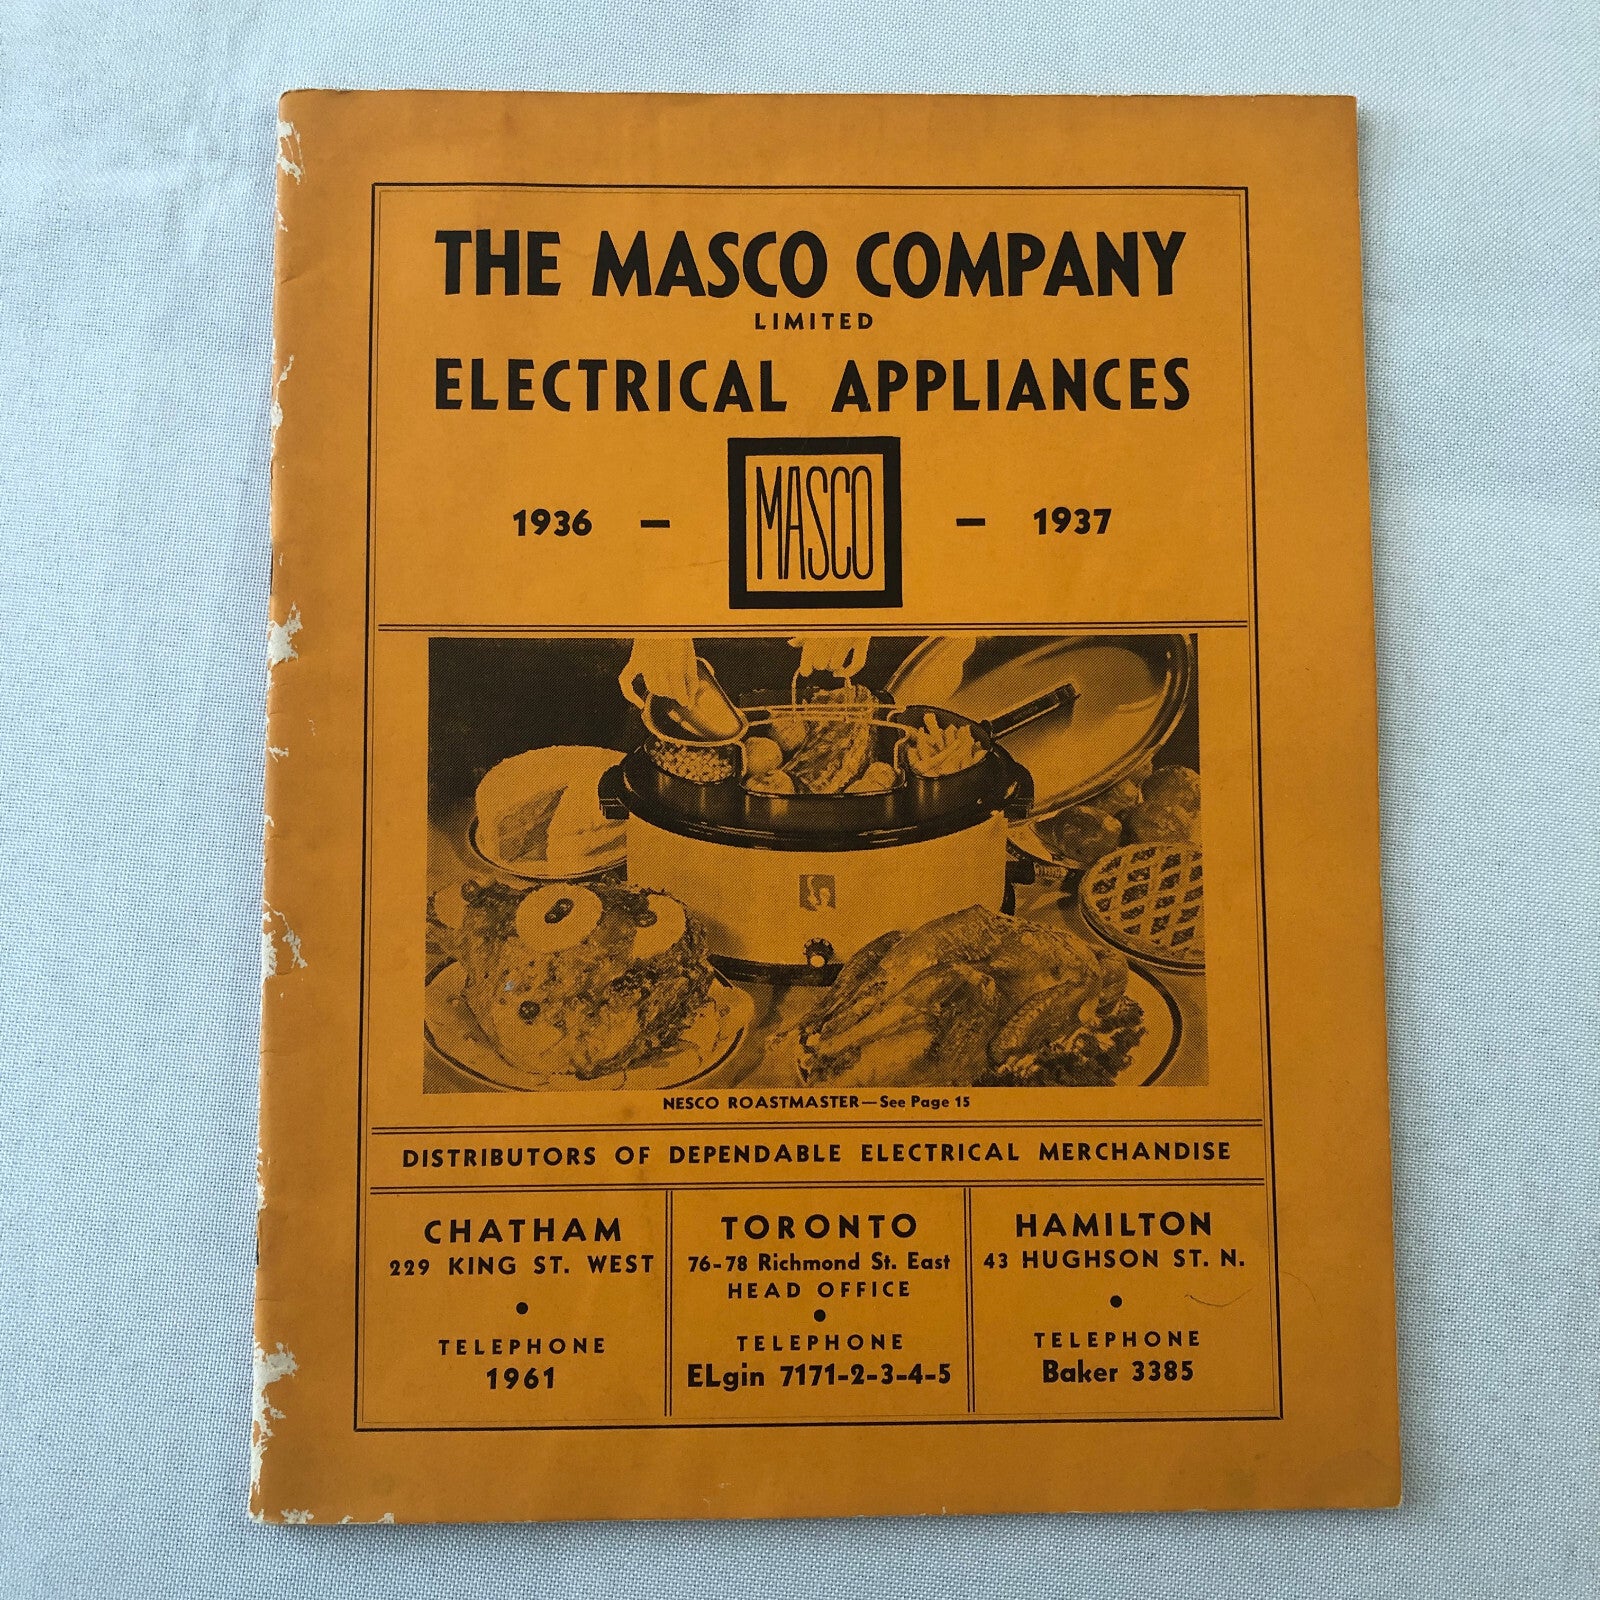 THE MASCO COMPANY
LIMITED
ELECTRICAL APPLIANCES
1936 – MASCO – 1937
NESCO ROASTMASTER—See Page 15
DISTRIBUTORS OF DEPENDABLE ELECTRICAL MERCHANDISE
CHATHAM
229 KING ST. WEST
•
TELEPHONE
1961
TORONTO
76-78 Richmond St. East
HEAD OFFICE
•
TELEPHONE
ELgin 7171-2-3-4-5
HAMILTON
43 HUGHSON ST. N.
•
TELEPHONE
Baker 3385